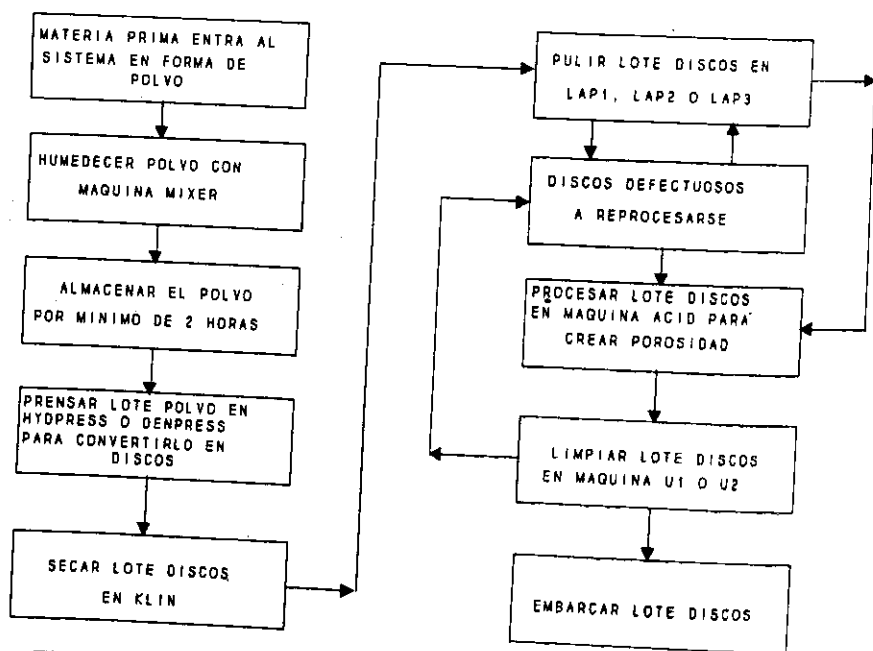 MATERIA PRIMA ENTRA AL
SISTEMA EN FORMA DE
POLVO
HUMEDECER POLVO CON
MAQUINA MIXER
ALMACENAR EL POLVO
POR MINIMO DE 2 HORAS
PRENSAR LOTE POLVO EN
HYDPRESS O DENPRESS
PARA CONVERTIRLO EN
DISCOS
SECAR LOTE DISCOS
EN KLIN
PULIR LOTE DISCOS EN
LAP1, LAP2 O LAP3
DISCOS DEFECTUOSOS
A REPROCESARSE
PROCESAR LOTE DISCOS
EN MAQUINA ACID PARA
CREAR POROSIDAD
LIMPIAR LOTE DISCOS
EN MAQUINA U1 O U2
EMBARCAR LOTE DISCOS